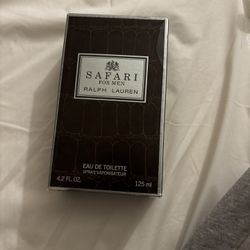 SAFARI
FOR MEN
RALPH LAUREN
EAU DE TOILETTE
SPRAY VAPORISATEUR
4.2 FL. OZ. 125 ml